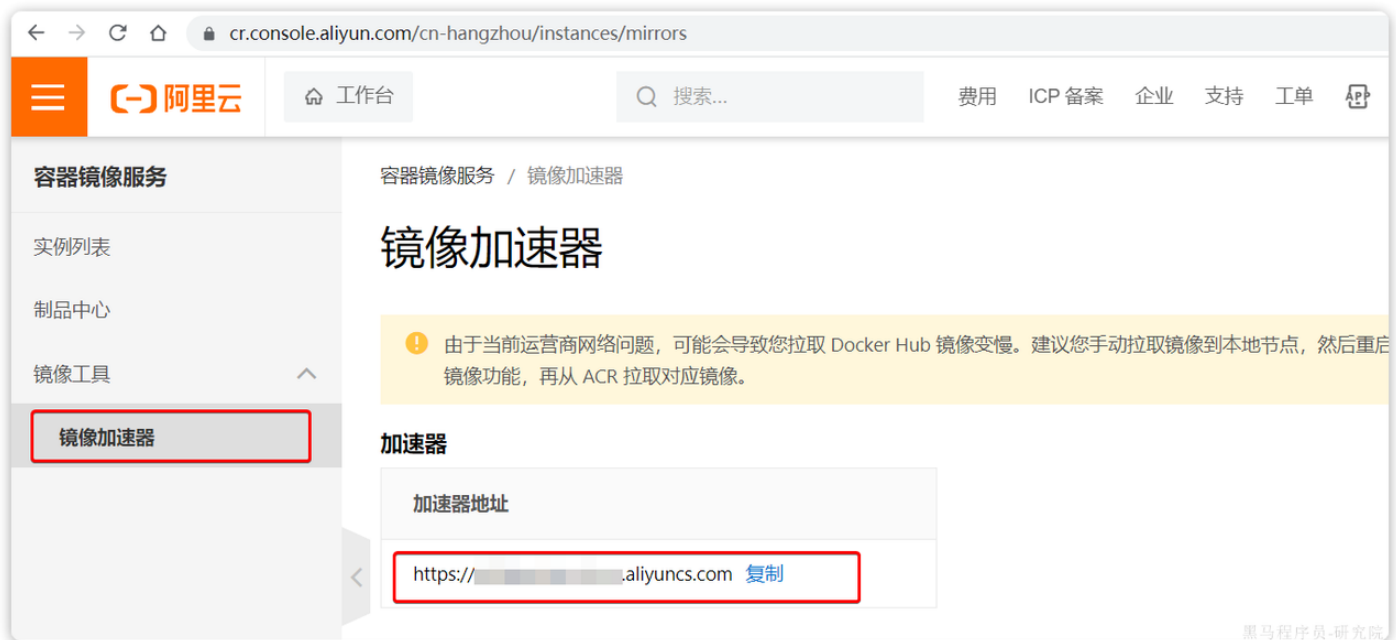 cr.console.aliyun.com/cn-hangzhou/instances/mirrors
阿里云
工作台
搜索...
费用
ICP 备案
企业
支持
工单
APP
容器镜像服务
实例列表
制品中心
镜像工具
镜像加速器
容器镜像服务 / 镜像加速器
镜像加速器
由于当前运营商网络问题，可能会导致您拉取 Docker Hub 镜像变慢。建议您手动拉取镜像到本地节点，然后重启
镜像功能，再从 ACR 拉取对应镜像。
加速器
加速器地址
https:// .aliyuncs.com 复制
黑马程序员-研究院